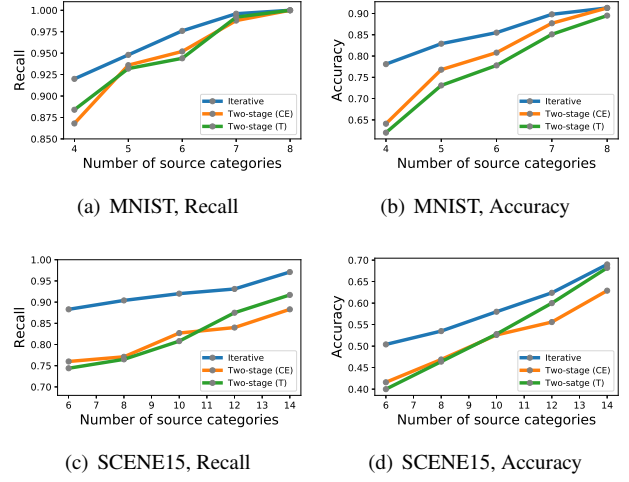 1.000
0.975
0.950
0.925
0.900
0.875
0.850
Recall
Iterative
Two-stage (CE)
Two-stage (T)
4 5 6 7 8
Number of source categories
(a) MNIST, Recall
0.90
0.85
0.80
0.75
0.70
0.65
Accuracy
Iterative
Two-stage (CE)
Two-stage (T)
4 5 6 7 8
Number of source categories
(b) MNIST, Accuracy
1.00
0.95
0.90
0.85
0.80
0.75
0.70
Recall
Iterative
Two-stage (CE)
Two-stage (T)
6 7 8 9 10 11 12 13 14
Number of source categories
(c) SCENE15, Recall
0.70
0.65
0.60
0.55
0.50
0.45
0.40
Accuracy
Iterative
Two-stage (CE)
Two-stage (T)
6 7 8 9 10 11 12 13 14
Number of source categories
(d) SCENE15, Accuracy